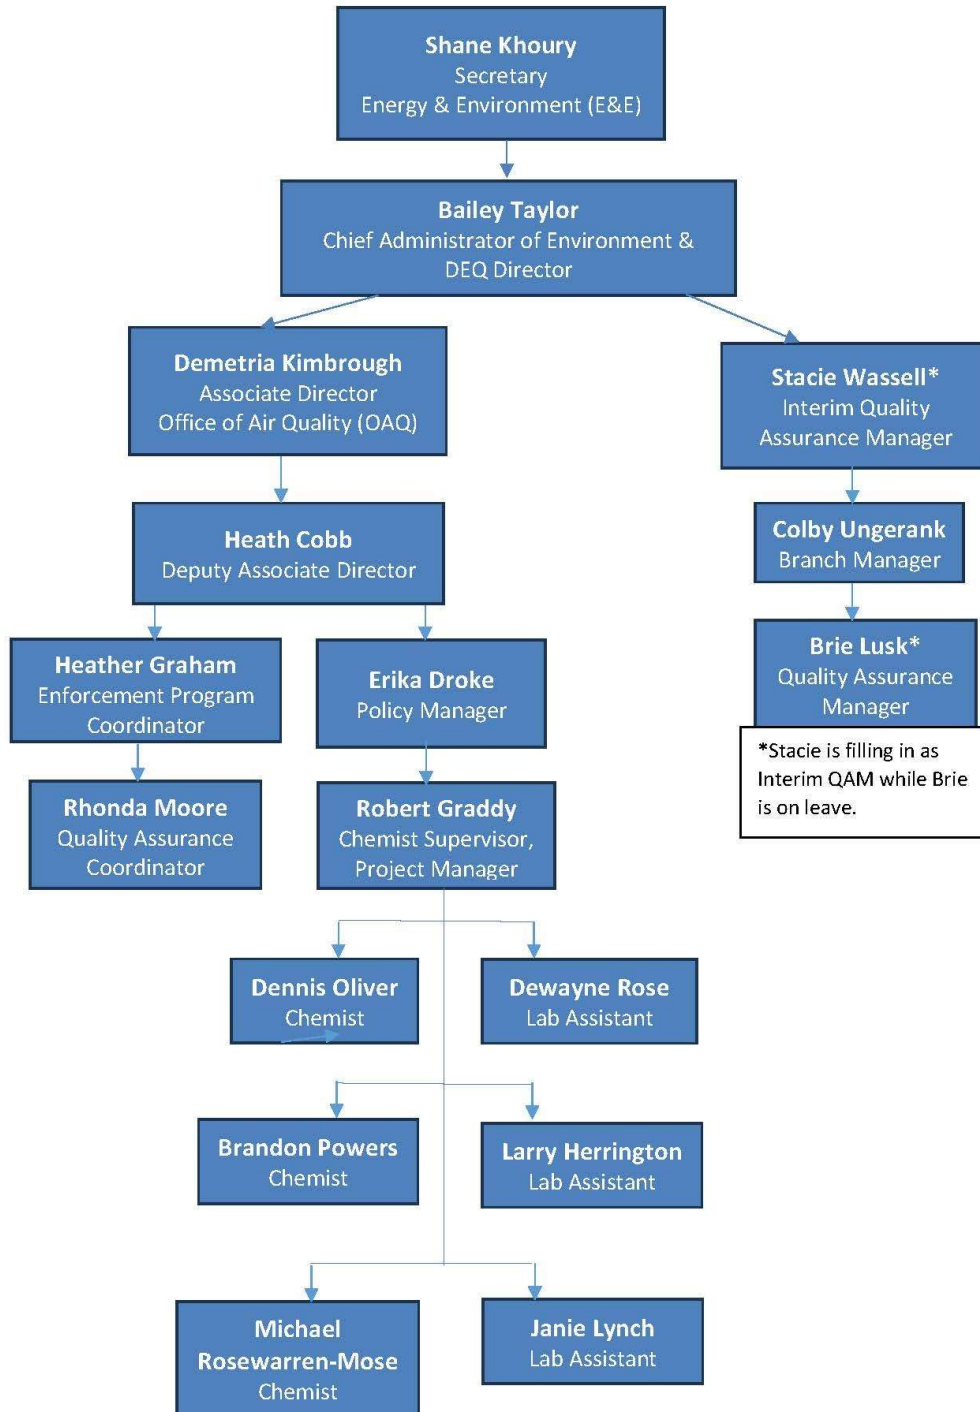 Shane Khoury
Secretary
Energy & Environment (E&E)
Bailey Taylor
Chief Administrator of Environment &
DEQ Director
Demetria Kimbrough
Associate Director
Office of Air Quality (OAQ)
Stacie Wassell*
Interim Quality
Assurance Manager
Heath Cobb
Deputy Associate Director
Colby Ungerank
Branch Manager
Heather Graham
Enforcement Program
Coordinator
Erika Droke
Policy Manager
Brie Lusk*
Quality Assurance
Manager
*Stacie is filling in as
Interim QAM while Brie
is on leave.
Rhonda Moore
Quality Assurance
Coordinator
Robert Graddy
Chemist Supervisor,
Project Manager
Dennis Oliver
Chemist
Dewayne Rose
Lab Assistant
Brandon Powers
Chemist
Larry Herrington
Lab Assistant
Michael
Rosewarren-Mose
Chemist
Janie Lynch
Lab Assistant